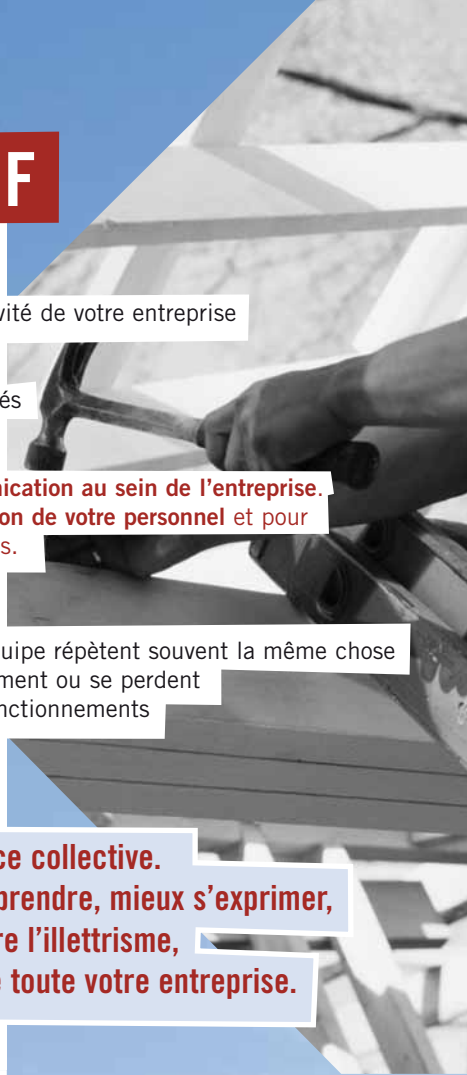 F
vité de votre entreprise
és
nication au sein de l’entreprise.
on de votre personnel et pour
s.
quipe répètent souvent la même chose
ment ou se perdent
nctionnements
ce collective.
prendre, mieux s’exprimer,
re l’illettrisme,
e toute votre entreprise.